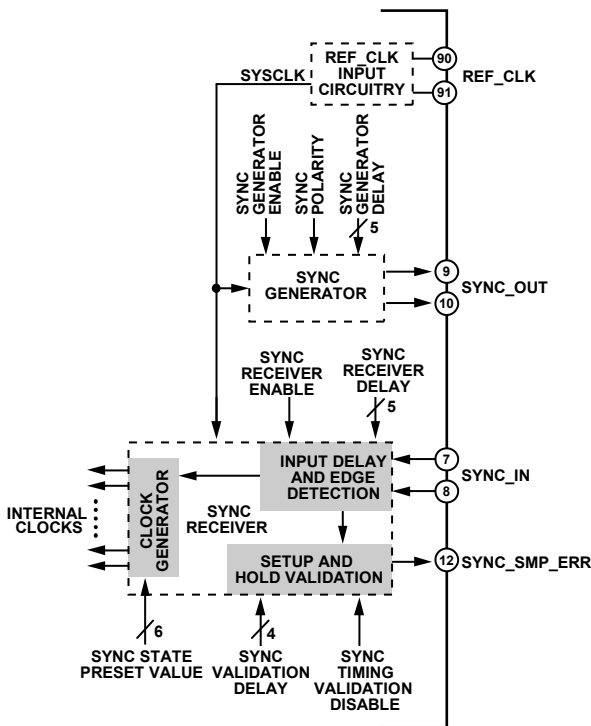 REF_CLK
INPUT
CIRCUITRY
90
91
REF_CLK
SYSCLK
SYNC
GENERATOR
ENABLE
SYNC
POLARITY
SYNC
GENERATOR
DELAY
5
SYNC
GENERATOR
9
10
SYNC_OUT
SYNC
RECEIVER
ENABLE
SYNC
RECEIVER
DELAY
5
INPUT DELAY
AND EDGE
DETECTION
7
8
SYNC_IN
INTERNAL
CLOCKS
CLOCK
GENERATOR
SYNC
RECEIVER
SETUP AND
HOLD VALIDATION
12
SYNC_SMP_ERR
6
SYNC STATE
PRESET VALUE
4
SYNC
VALIDATION
DELAY
SYNC
TIMING
VALIDATION
DISABLE